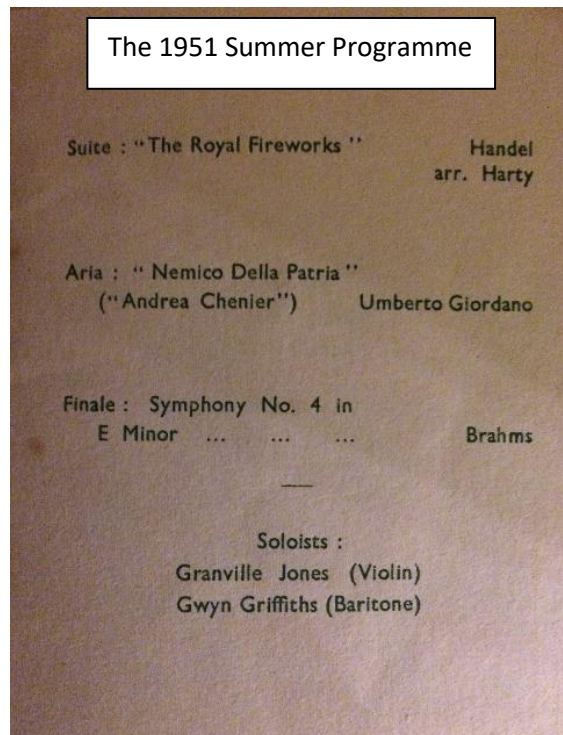 The 1951 Summer Programme
Suite : "The Royal Fireworks" Handel
arr. Harty
Aria : "Nemico Della Patria"
("Andrea Chenier") Umberto Giordano
Finale : Symphony No. 4 in
E Minor ... ... ... Brahms
Soloists :
Granville Jones (Violin)
Gwyn Griffiths (Baritone)